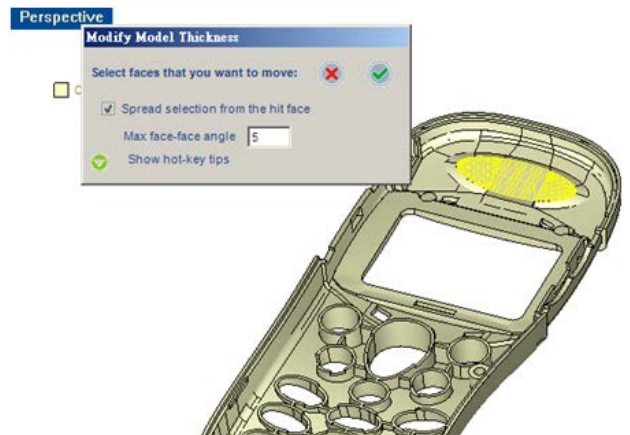 Perspective
Modify Model Thickness
Select faces that you want to move:
Spread selection from the hit face
Max face-face angle 5
Show hot-key tips